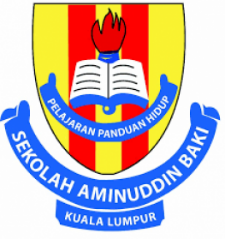 PELAJARAN PANDUAN HIDUP
SEKOLAH AMINUDDIN BAKI
KUALA LUMPUR